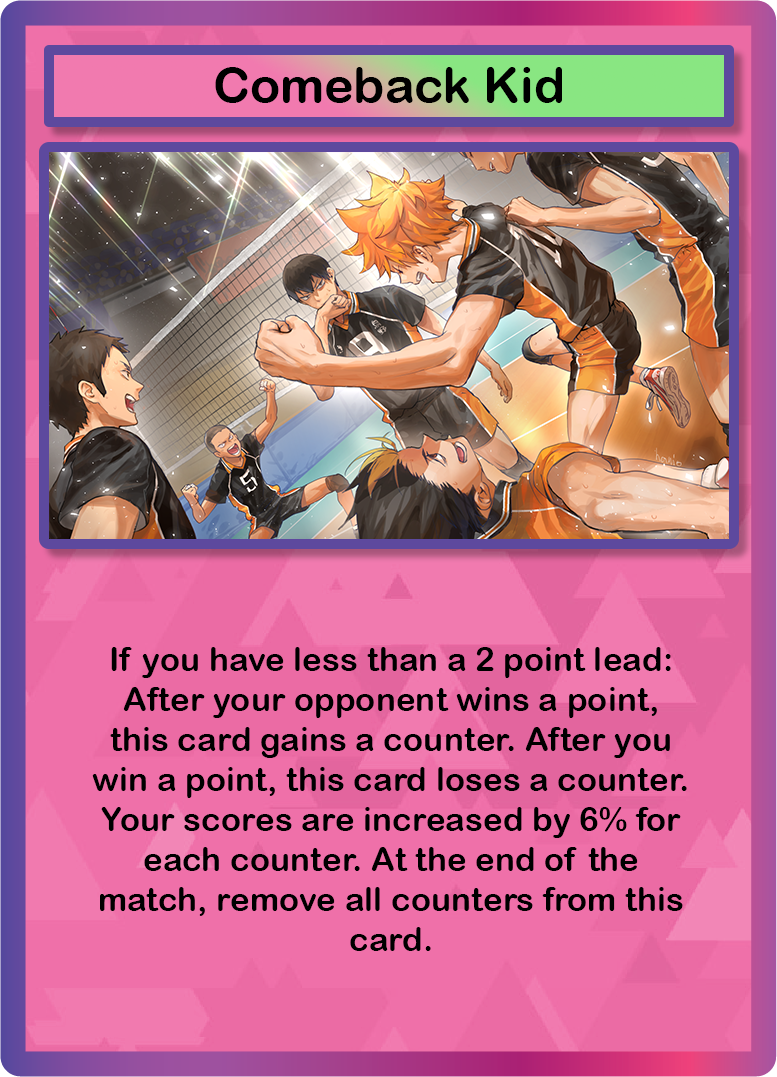 Comeback Kid
9
5
If you have less than a 2 point lead:
After your opponent wins a point,
this card gains a counter. After you
win a point, this card loses a counter.
Your scores are increased by 6% for
each counter. At the end of the
match, remove all counters from this
card.